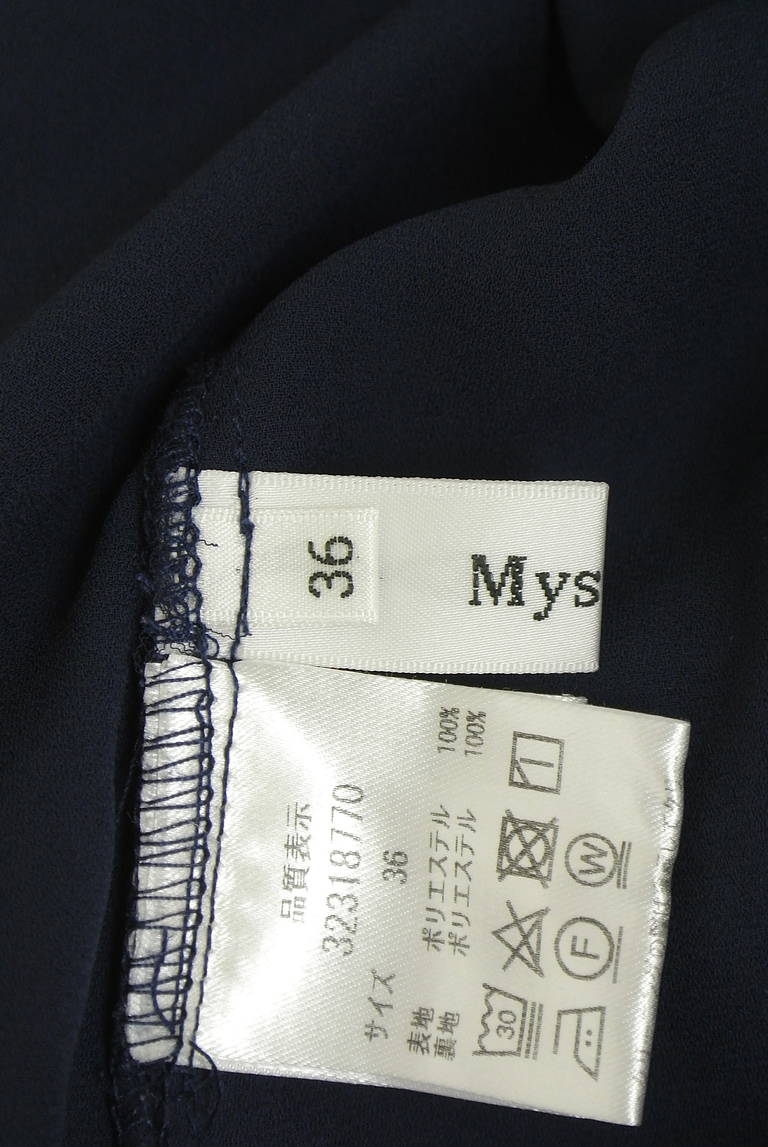 36
Mys
品質表示
32318770
サイズ 36
表地 ポリエステル 100%
裏地 ポリエステル 100%
30
W
F